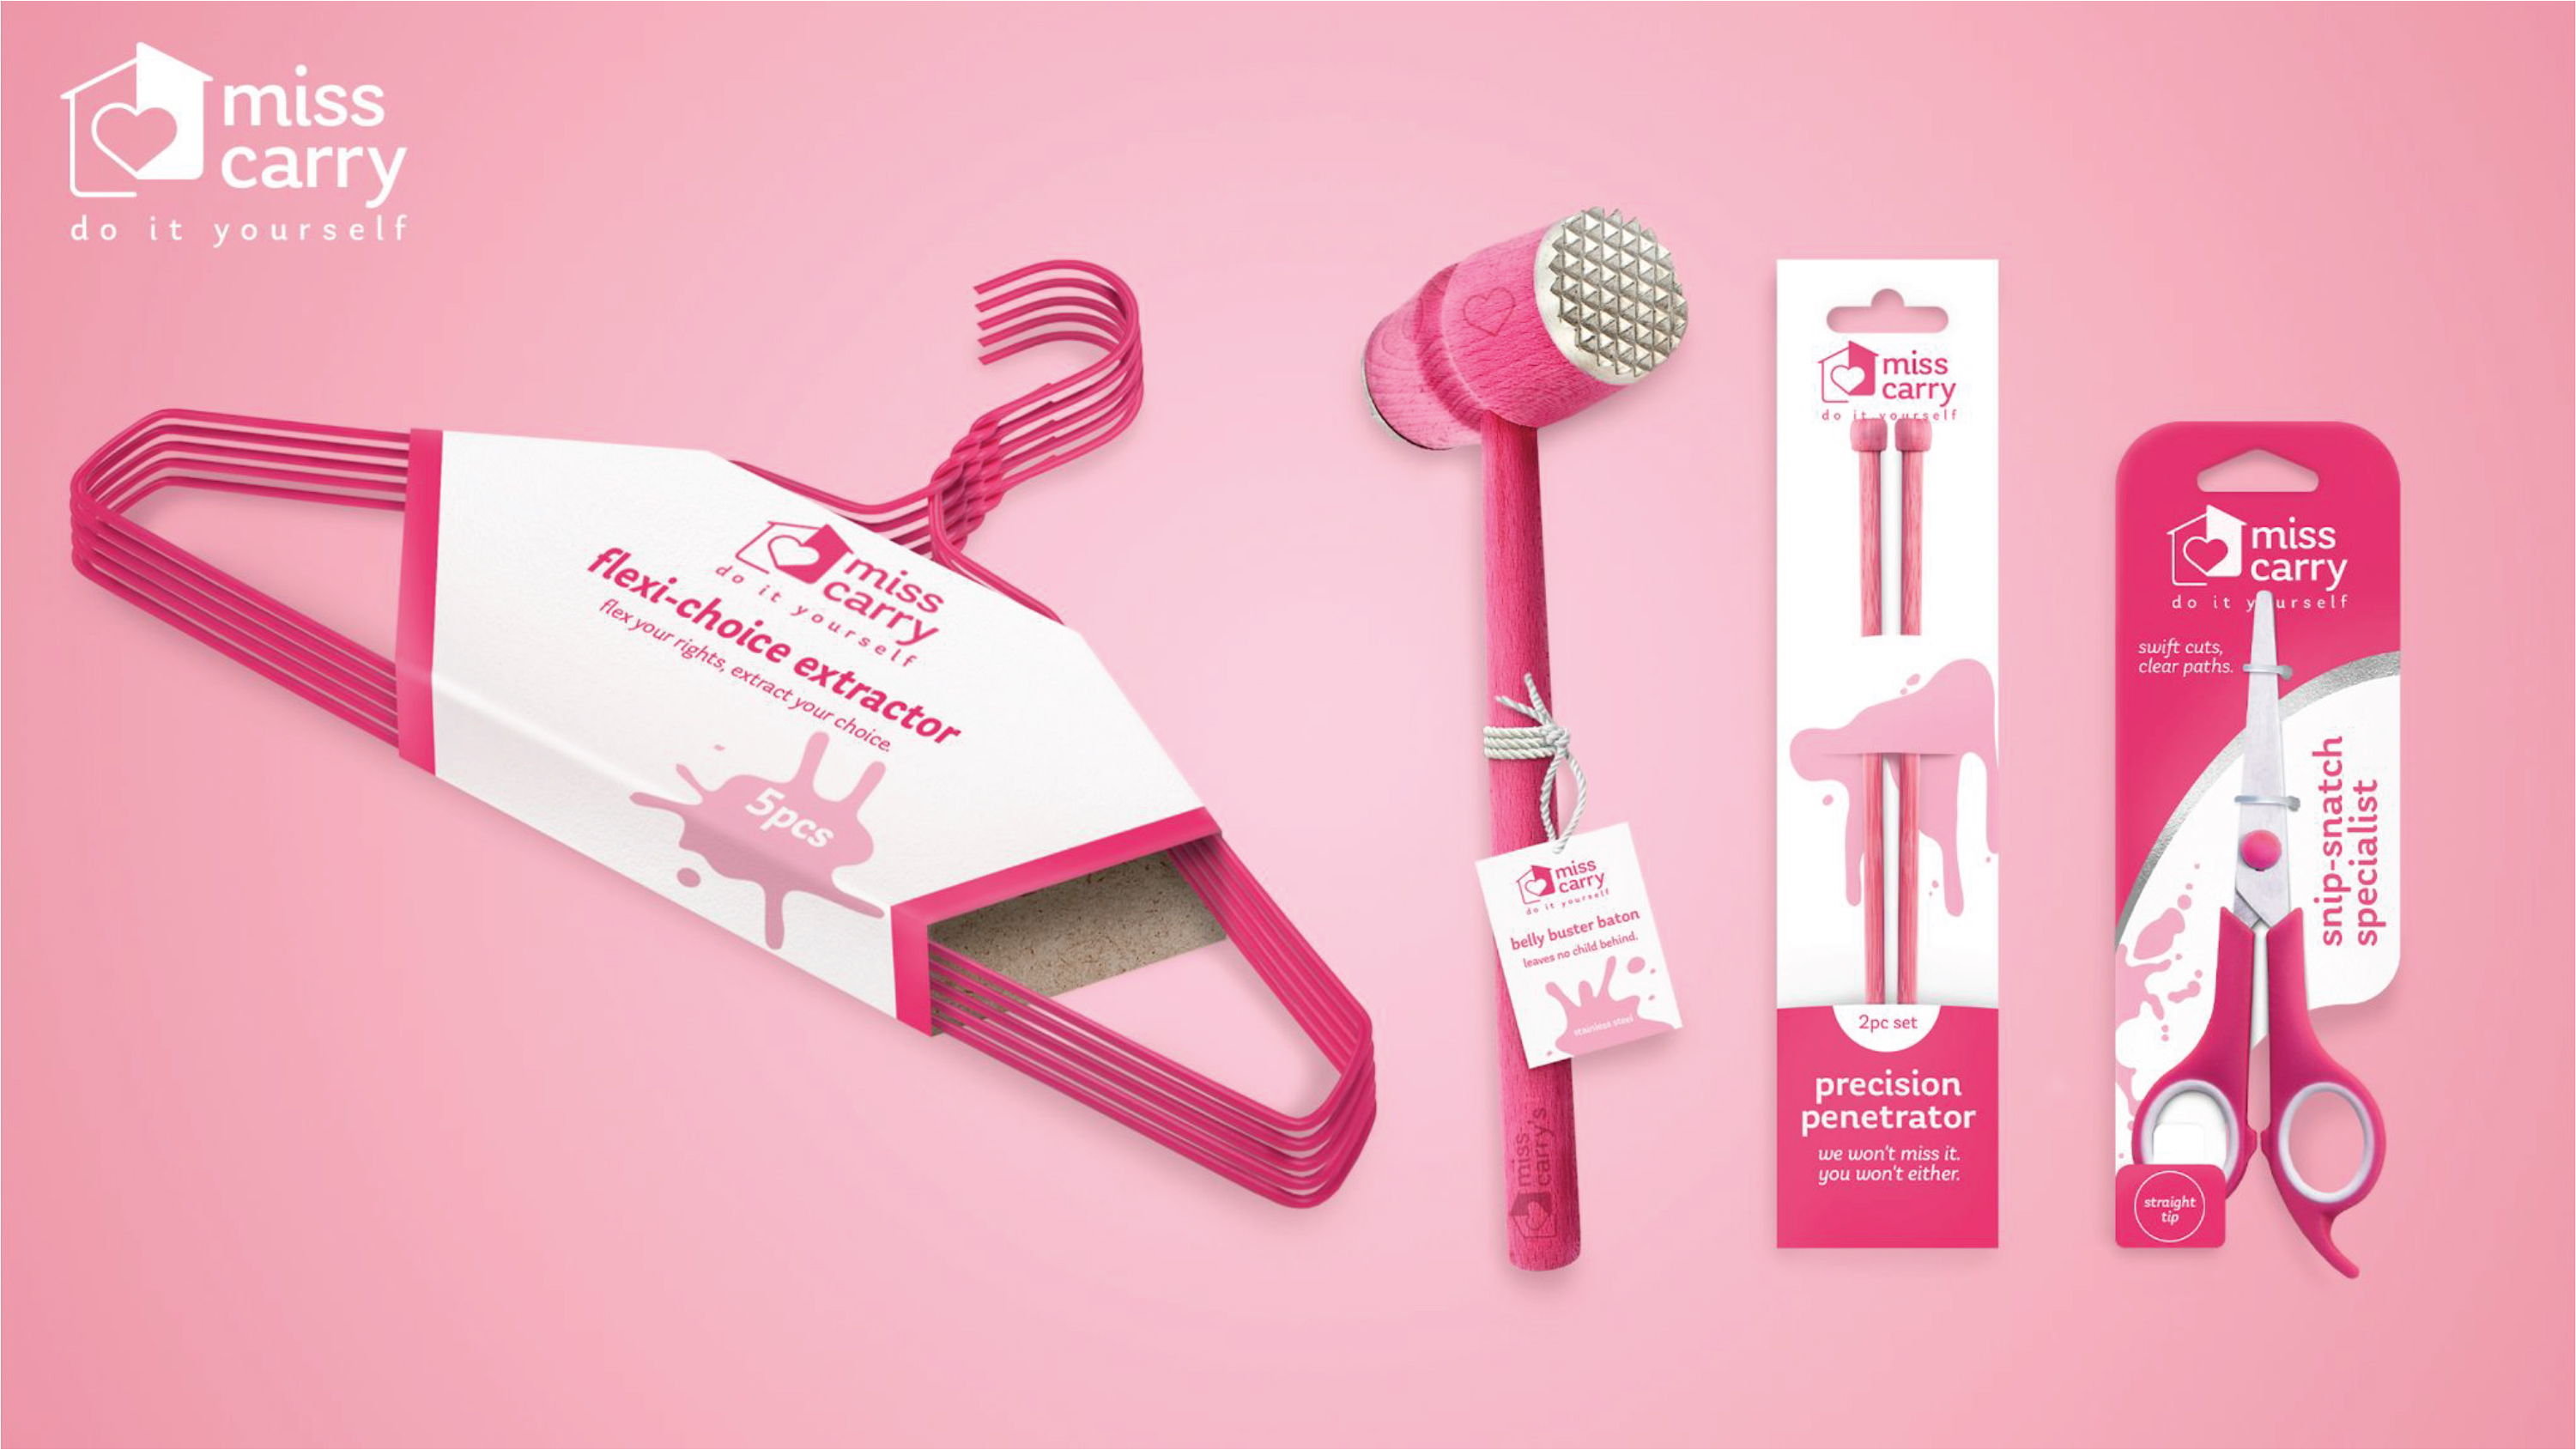 miss
carry
do it yourself
miss
carry
do it yourself
flexi-choice extractor
flex your rights, extract your choice.
5pcs
miss
carry
do it yourself
belly buster baton
leaves no child behind.
stainless steel
miss
carry's
miss
carry
do it yourself
2pc set
precision
penetrator
we won't miss it.
you won't either.
miss
carry
do it yourself
swift cuts,
clear paths.
snip-snatch
specialist
straight
tip